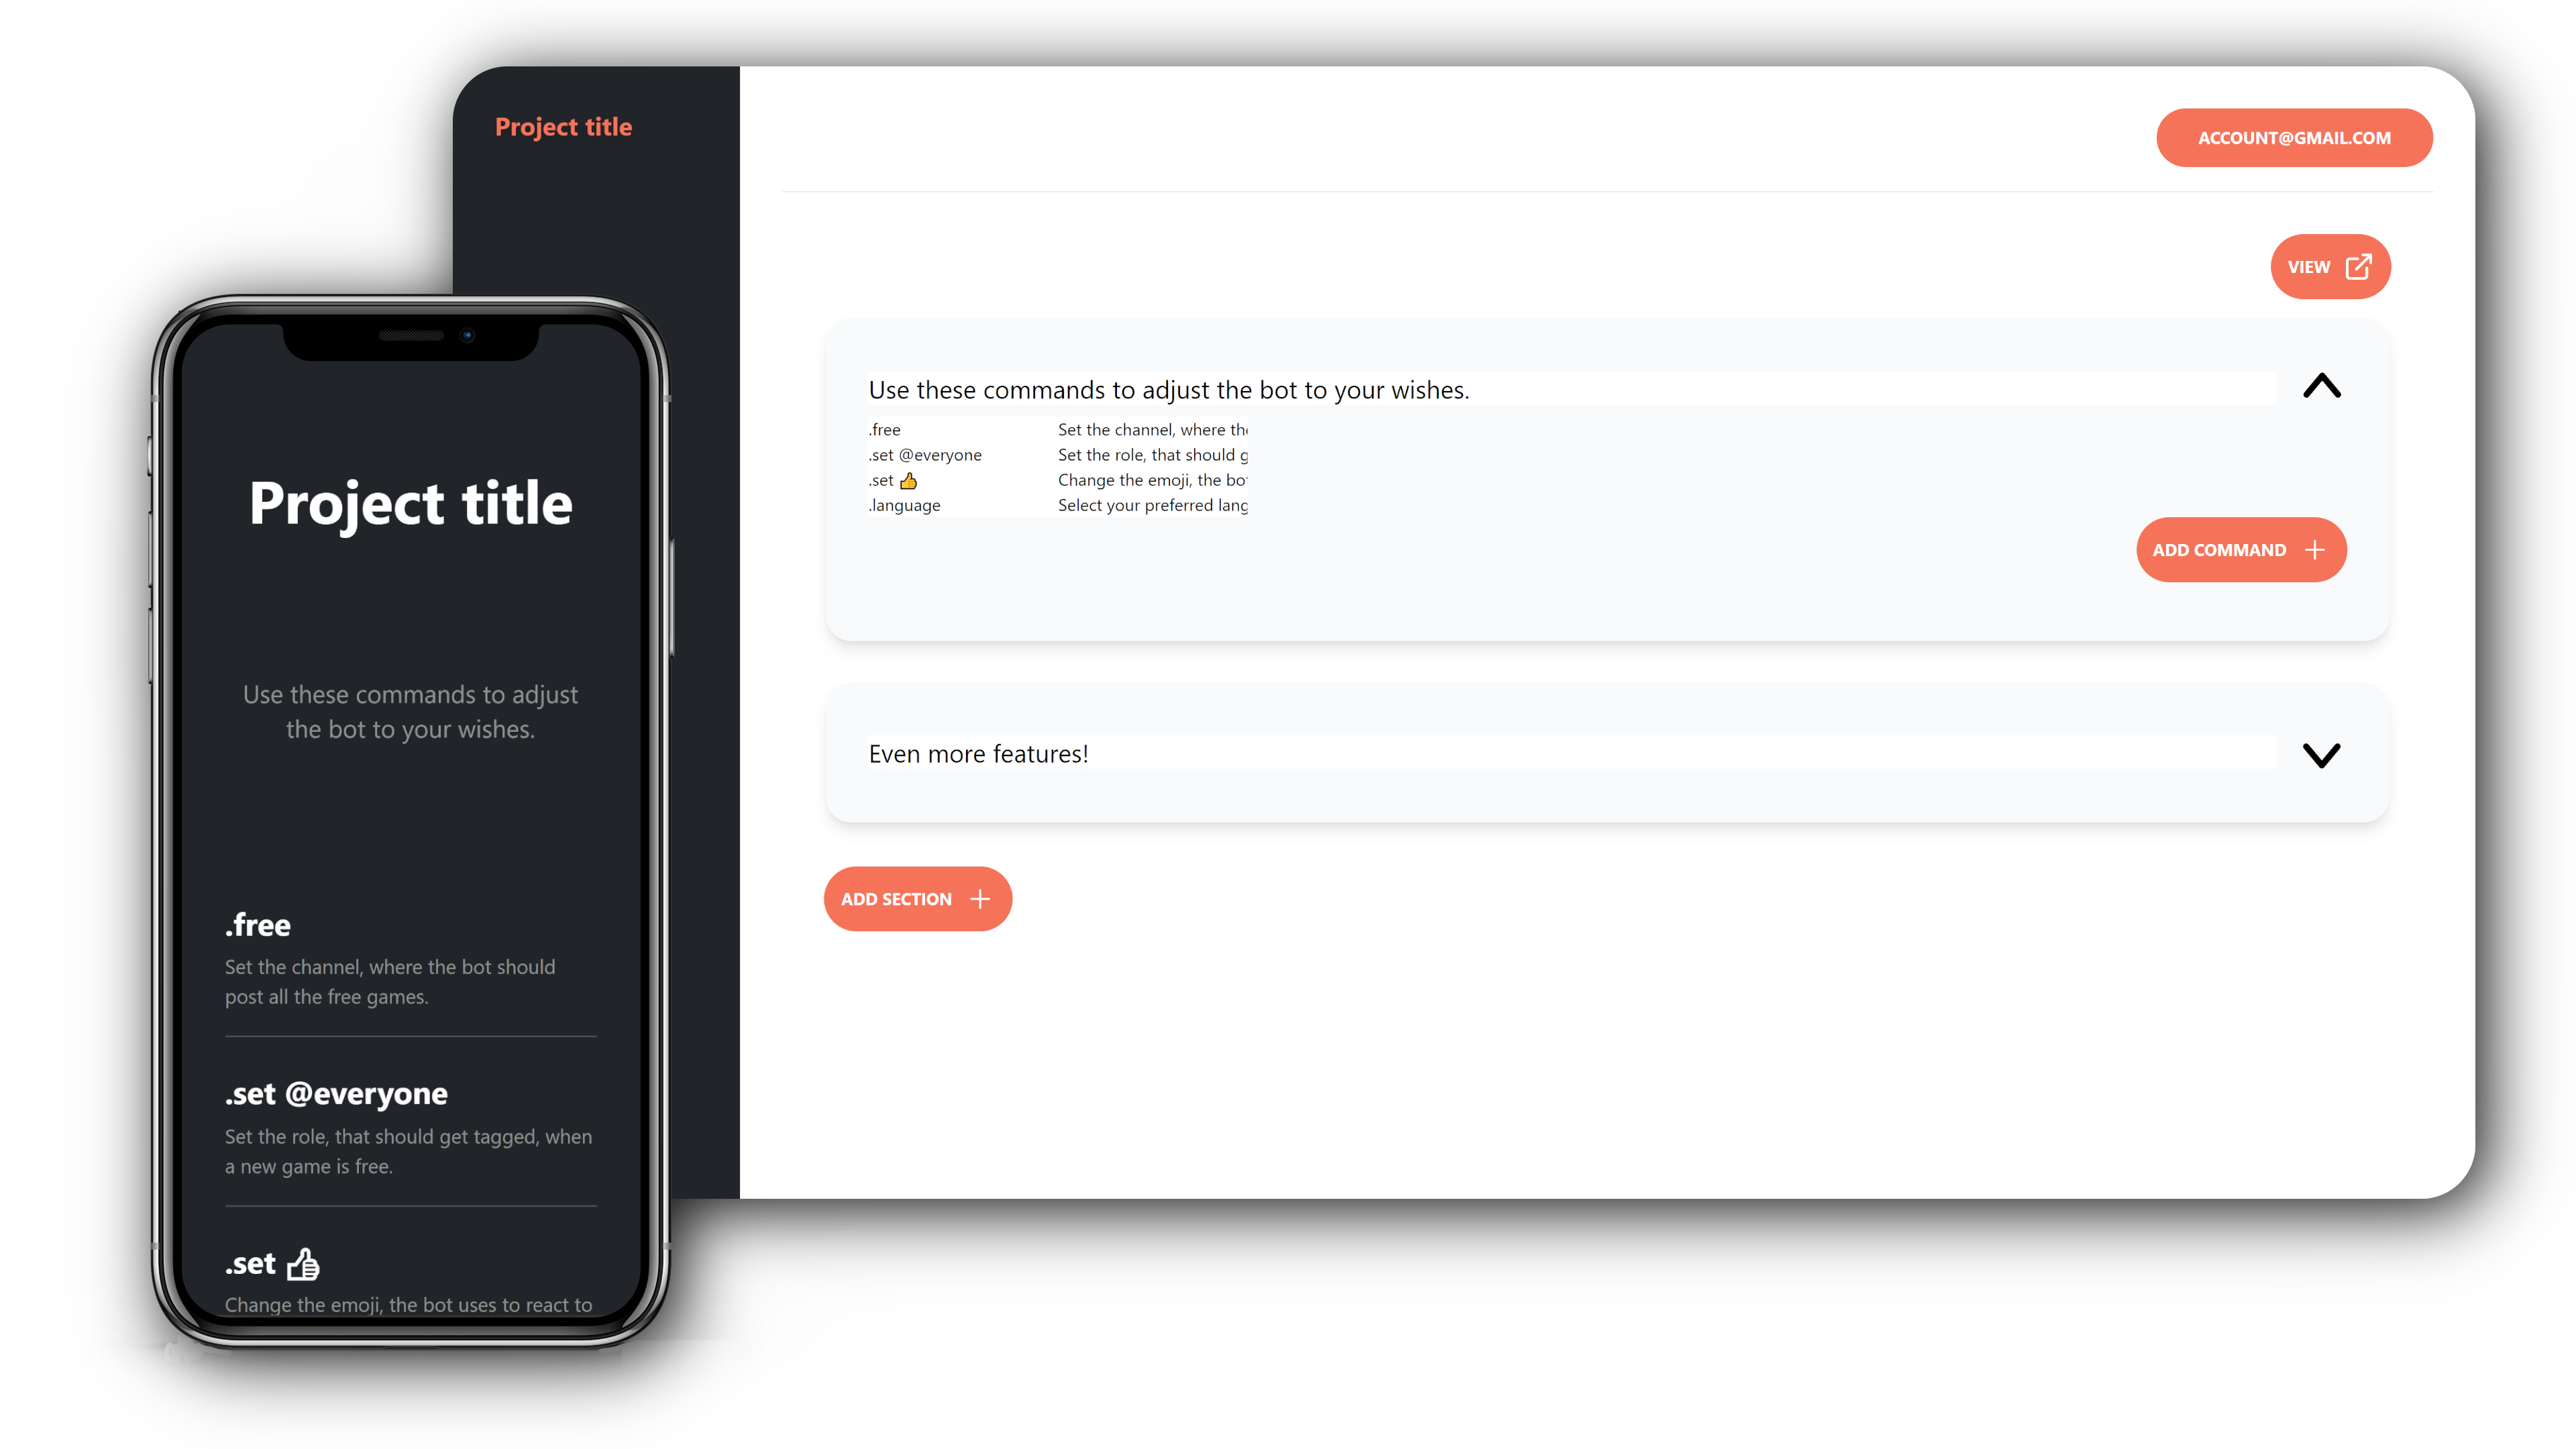 Project title
ACCOUNT@GMAIL.COM
VIEW
Use these commands to adjust the bot to your wishes.
.free Set the channel, where the
.set @everyone Set the role, that should g
.set 👍 Change the emoji, the bo
.language Select your preferred lang
ADD COMMAND
Even more features!
ADD SECTION
Project title
Use these commands to adjust
the bot to your wishes.
.free
Set the channel, where the bot should
post all the free games.
.set @everyone
Set the role, that should get tagged, when
a new game is free.
.set 👍
Change the emoji, the bot uses to react to